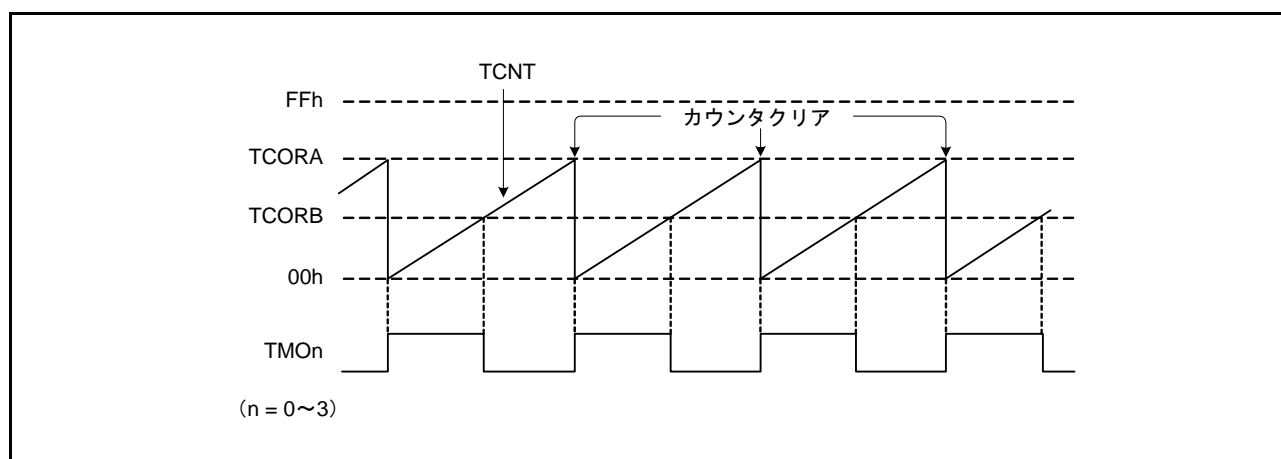 TCNT
FFh
カウンタクリア
TCORA
TCORB
00h
TMOn
（n = 0～3）